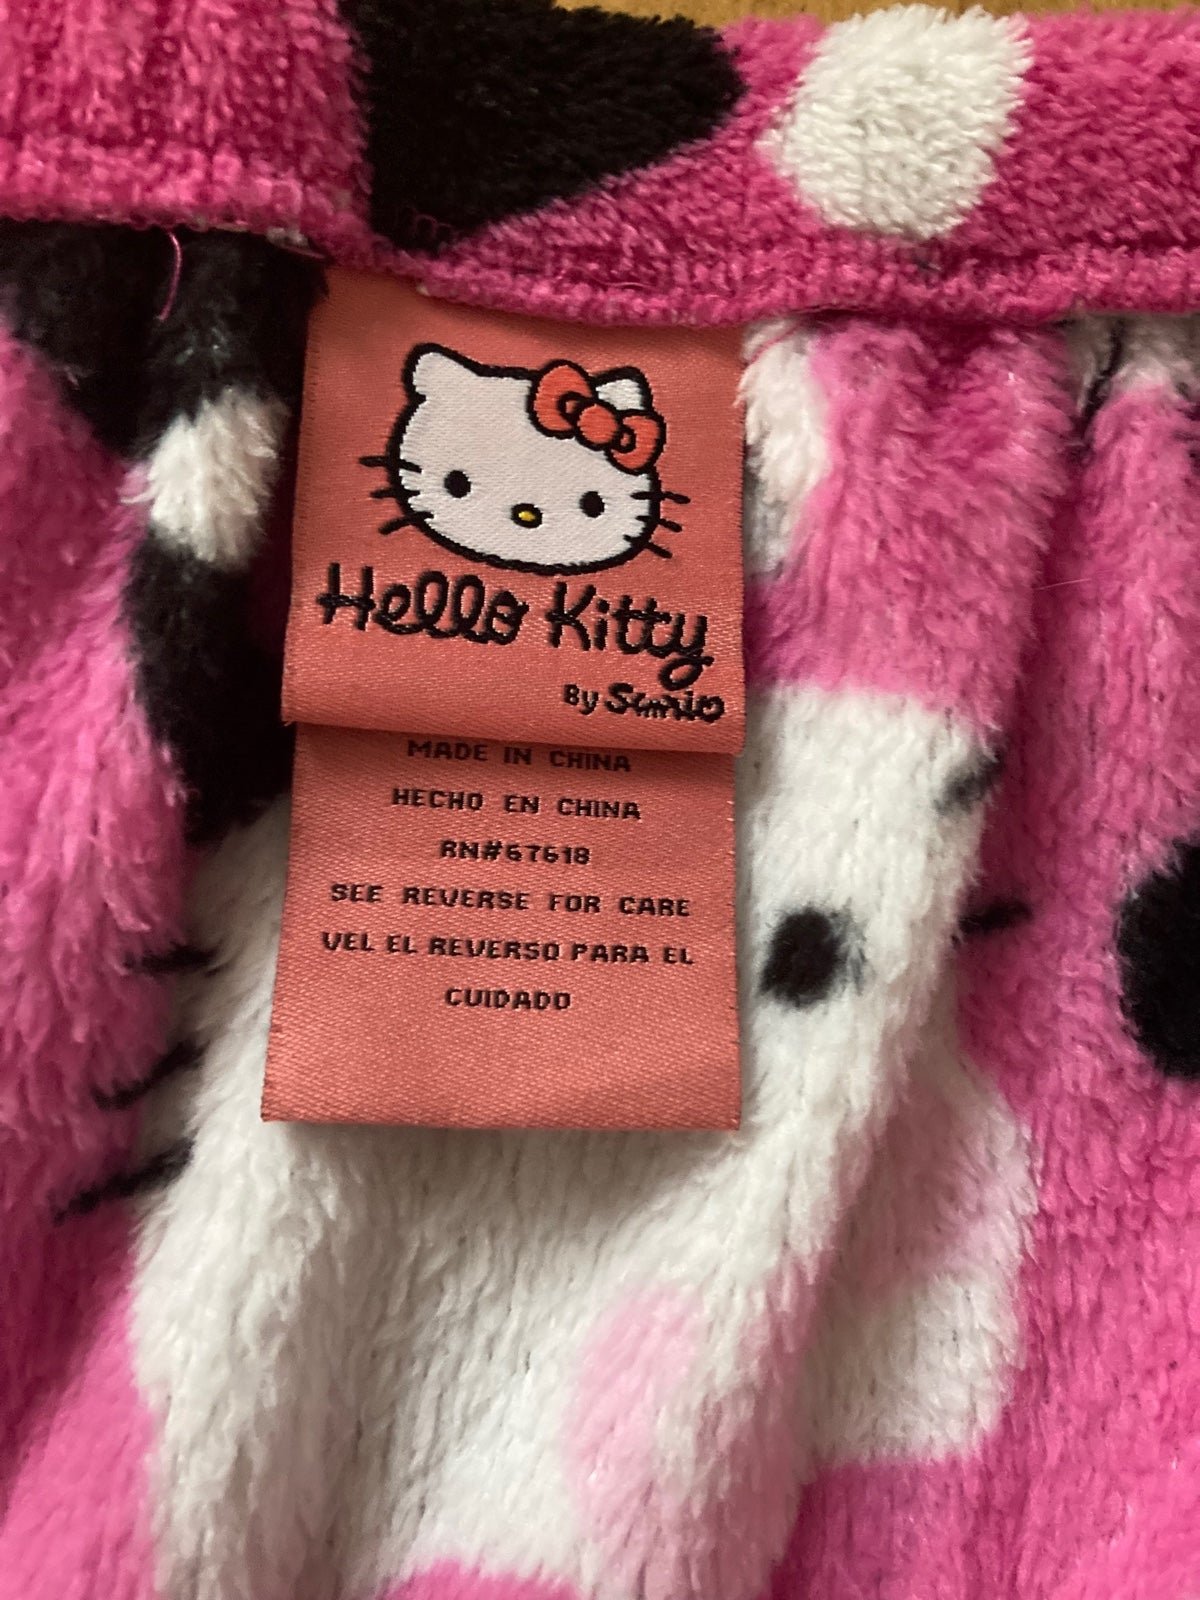 Hello Kitty
By Sanrio
MADE IN CHINA
HECHO EN CHINA
RN#67618
SEE REVERSE FOR CARE
VEL EL REVERSO PARA EL
CUIDADO